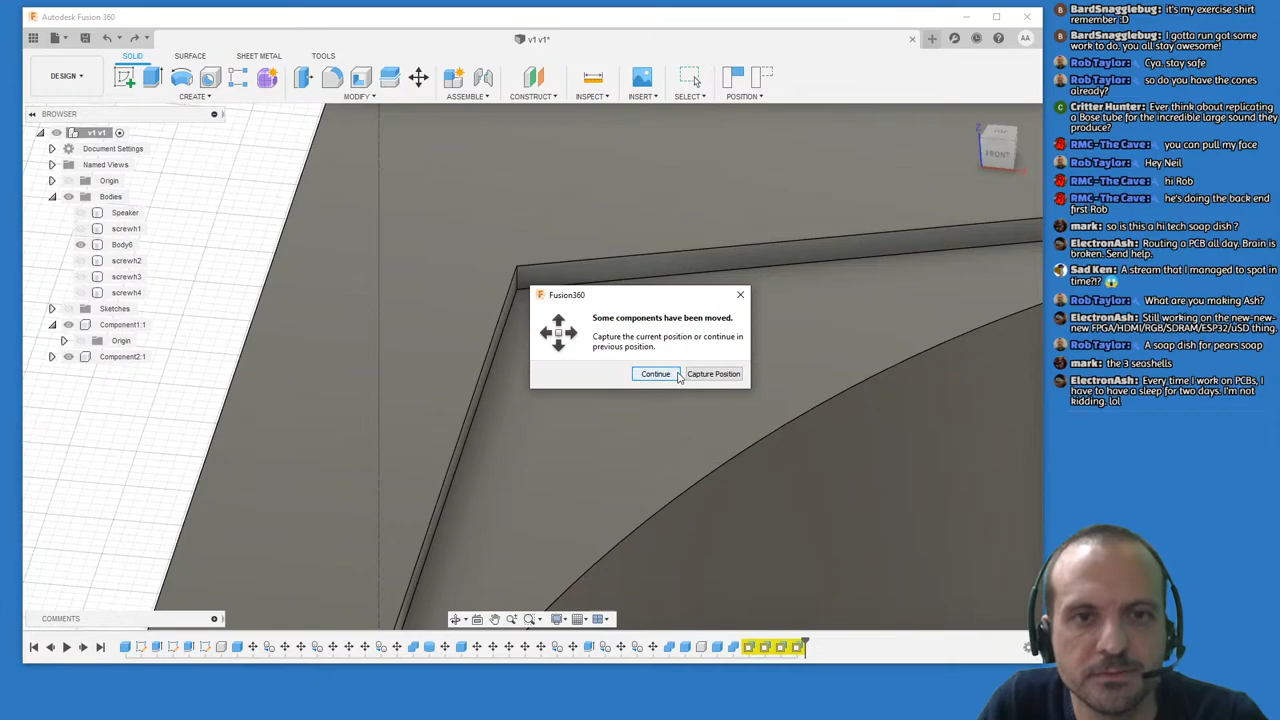 Autodesk Fusion 360
v1 v1*
AA
DESIGN
SOLID
SURFACE
SHEET METAL
TOOLS
CREATE
MODIFY
ASSEMBLE
CONSTRUCT
INSPECT
INSERT
SELECT
POSITION
BROWSER
v1 v1
Document Settings
Named Views
Origin
Bodies
Speaker
screwh1
Body6
screwh2
screwh3
screwh4
Sketches
Component1:1
Origin
Component2:1
FRONT
Z
Fusion360
Some components have been moved.
Capture the current position or continue in
previous position.
Continue
Capture Position
COMMENTS
BardSnagglebug: it's my exercise shirt
remember :D
BardSnagglebug: I gotta run got some
work to do. you all stay awesome!
Rob Taylor: Cya. stay safe
Rob Taylor: so do you have the cones
already?
Critter Hunter: Ever think about replicating
a Bose tube for the incredible large sound they
produce?
RMC - The Cave: you can pull my face
Rob Taylor: Hey Neil
RMC - The Cave: hi Rob
RMC - The Cave: he's doing the back end
first Rob
mark: so is this a hi tech soap dish ?
ElectronAsh: Routing a PCB all day. Brain is
broken. Send help.
Sad Ken: A stream that I managed to spot in
time?!?
Rob Taylor: What are you making Ash?
ElectronAsh: Still working on the new-new-
new FPGA/HDMI/RGB/SDRAM/ESP32/uSD thing.
Rob Taylor: A soap dish for pears soap
mark: the 3 seashells
ElectronAsh: Every time I work on PCBs, I
have to have a sleep for two days. I'm not
kidding. lol